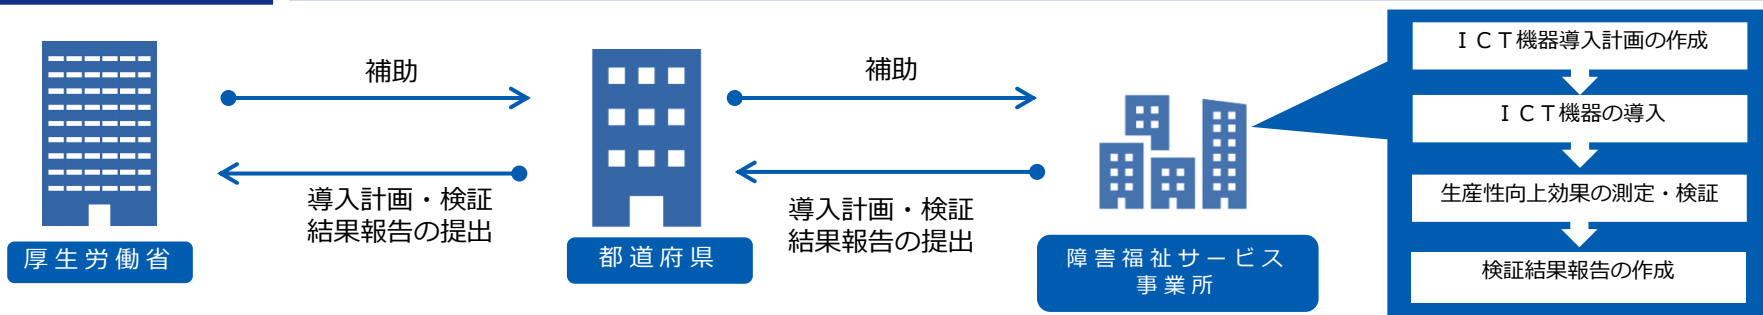 補助
導入計画・検証
結果報告の提出
厚生労働省
都道府県
補助
導入計画・検証
結果報告の提出
障害福祉サービス
事業所
ＩＣＴ機器導入計画の作成
ＩＣＴ機器の導入
生産性向上効果の測定・検証
検証結果報告の作成